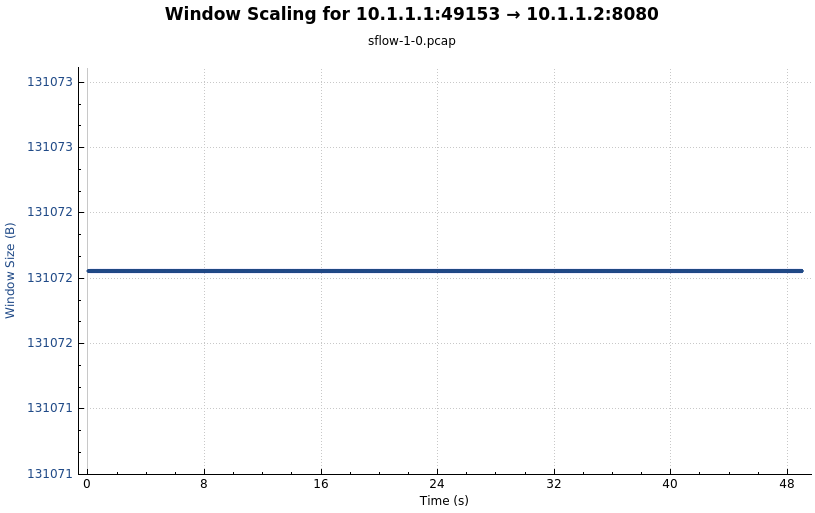 Window Scaling for 10.1.1.1:49153 → 10.1.1.2:8080
sflow-1-0.pcap
131073
131073
131072
131072
131072
131071
131071
Window Size (B)
0 8 16 24 32 40 48
Time (s)